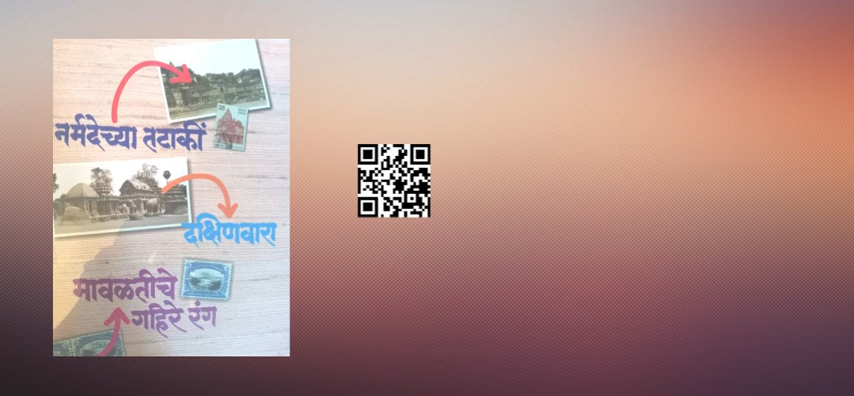 नर्मदेच्या तटाकीं
दक्षिणवारा
मावळतीचे
गहिरे रंग